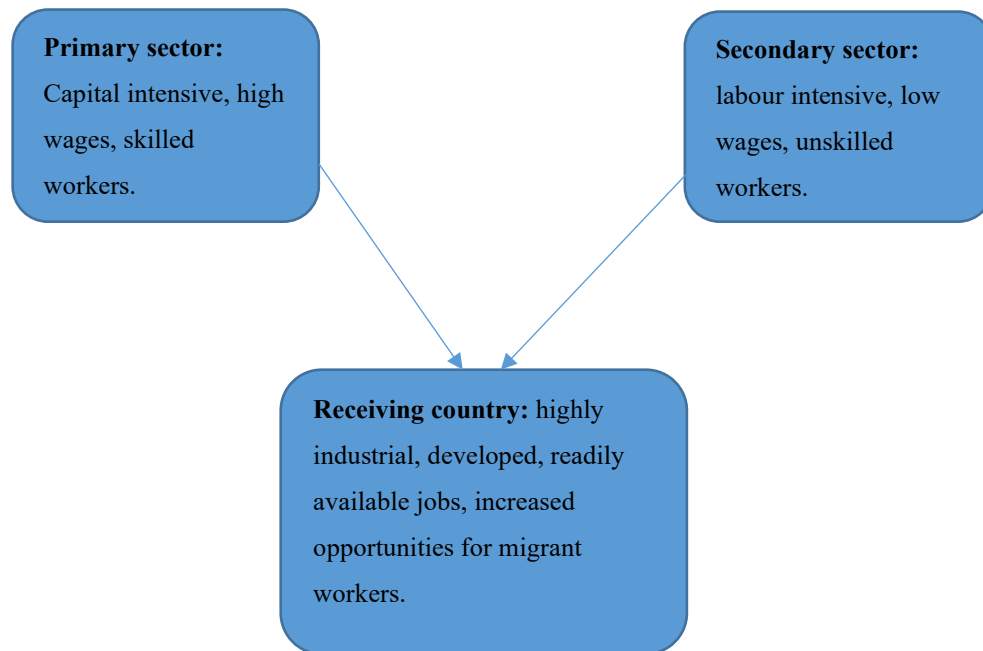 Primary sector:
Capital intensive, high
wages, skilled
workers.
Secondary sector:
labour intensive, low
wages, unskilled
workers.
Receiving country: highly
industrial, developed, readily
available jobs, increased
opportunities for migrant
workers.